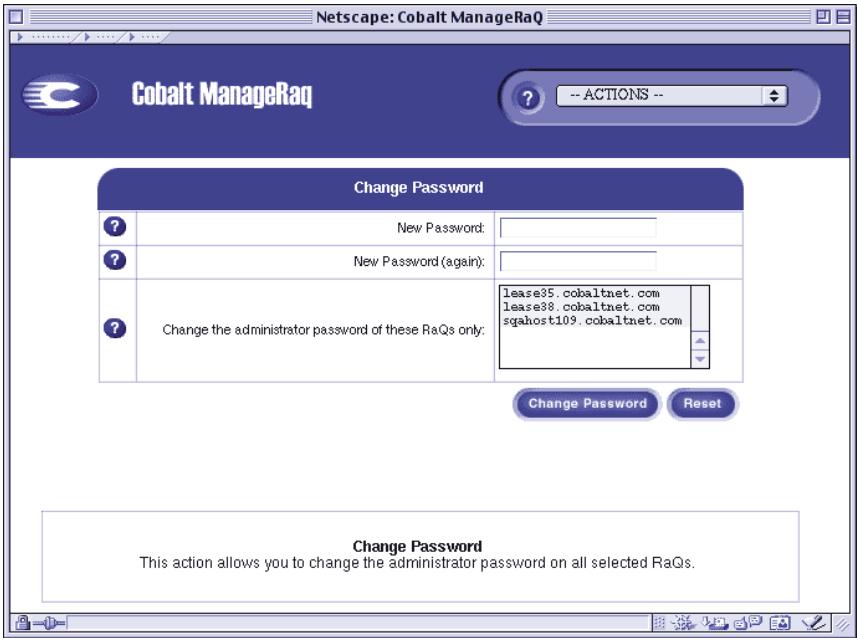 Netscape: Cobalt ManageRaQ
Cobalt ManageRaq
?
-- ACTIONS --
Change Password
? New Password:
? New Password (again):
? Change the administrator password of these RaQs only:
lease35.cobaltnet.com
lease38.cobaltnet.com
sqahost109.cobaltnet.com
Change Password Reset
Change Password
This action allows you to change the administrator password on all selected RaQs.